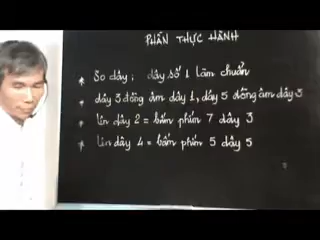 PHẦN THỰC HÀNH
* So dây ; dây số 1 làm chuẩn
* dây 3 đồng âm dây 1, dây 5 đồng âm dây 3
* lên dây 2 = bấm phím 7 dây 3
* lên dây 4 = bấm phím 5 dây 5